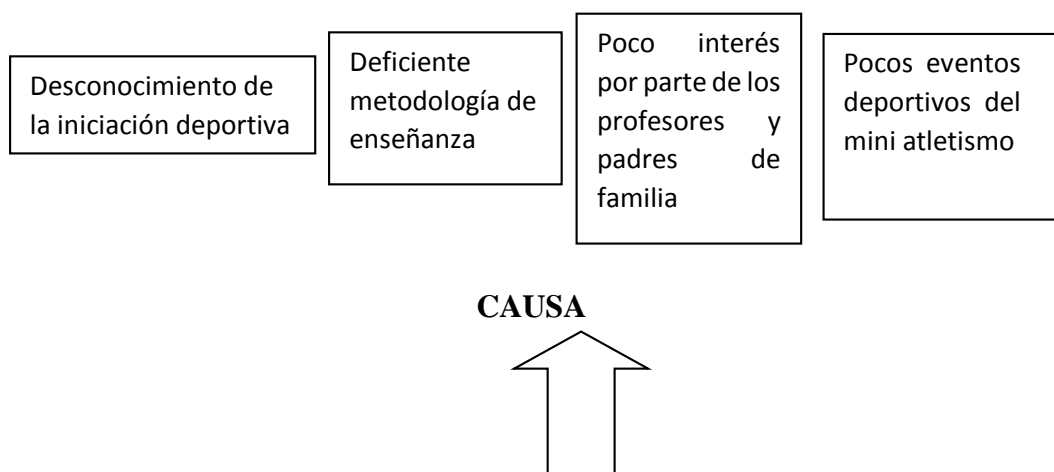 Desconocimiento de
la iniciación deportiva
Deficiente
metodología de
enseñanza
Poco interés
por parte de los
profesores y
padres de
familia
Pocos eventos
deportivos del
mini atletismo
CAUSA